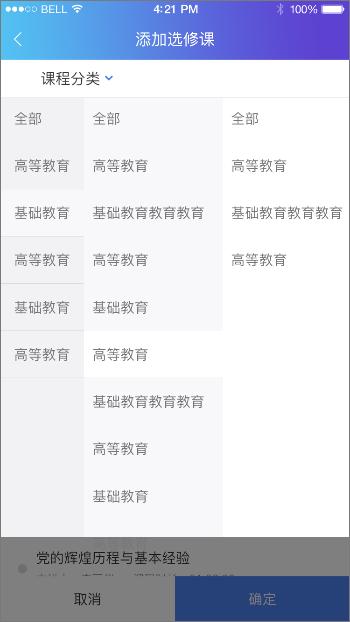 BELL 4:21 PM 100%
添加选修课
课程分类
全部 全部 全部
高等教育 高等教育 高等教育
基础教育 基础教育教育教育 基础教育教育教育
高等教育 高等教育 高等教育
基础教育 基础教育
高等教育 高等教育
基础教育教育教育
高等教育
基础教育
党的辉煌历程与基本经验
取消 确定